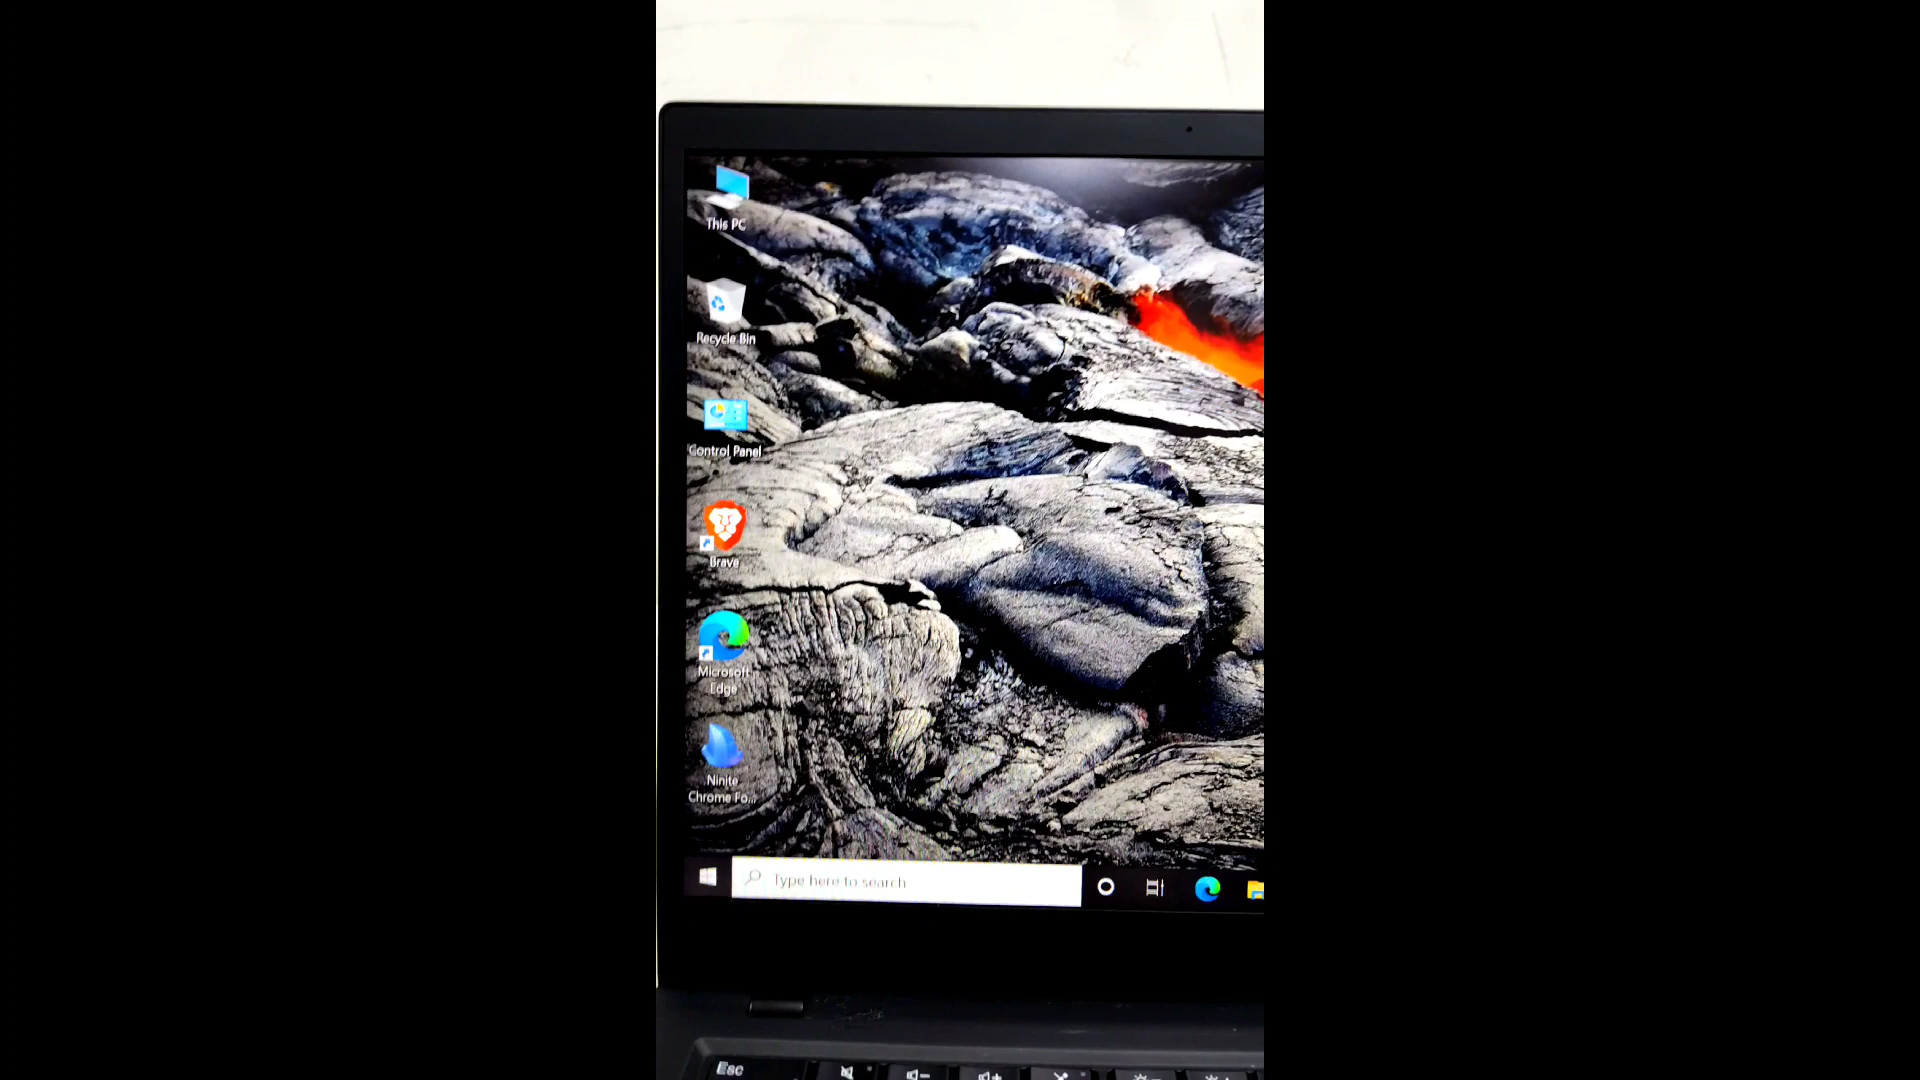 This PC
Recycle Bin
Control Panel
Brave
Microsoft
Edge
Ninite
Chrome Fo...
Type here to search
Esc